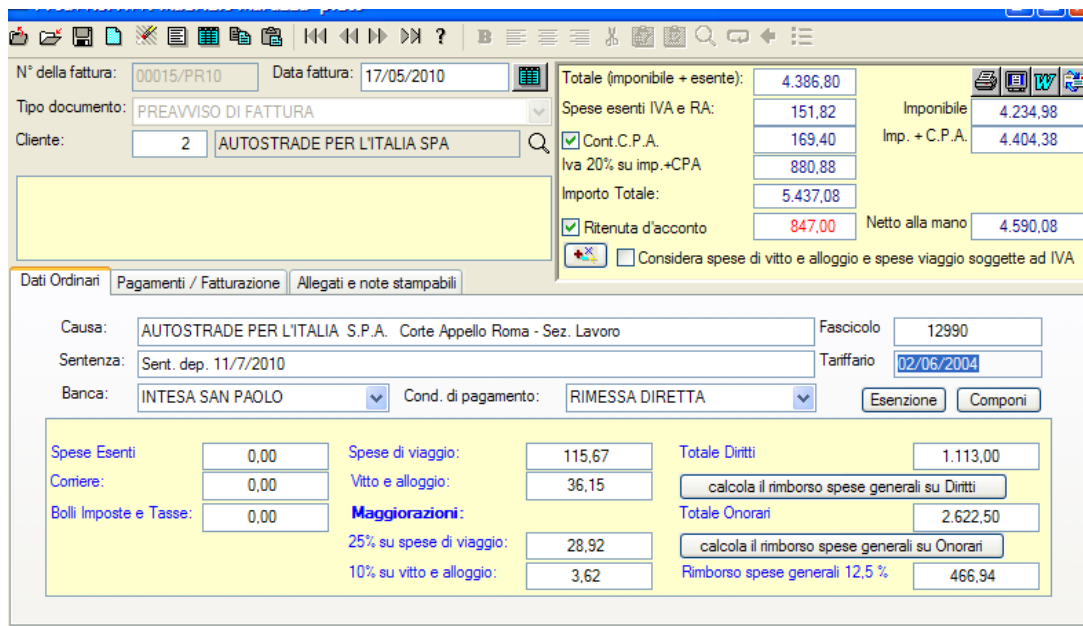 N° della fattura: 00015/PR10 Data fattura: 17/05/2010
Tipo documento: PREAVVISO DI FATTURA
Cliente: 2 AUTOSTRADE PER L'ITALIA SPA
Totale (imponibile + esente): 4.386,80
Spese esenti IVA e RA: 151,82 Imponibile 4.234,98
Cont.C.P.A. 169,40 Imp. + C.P.A. 4.404,38
Iva 20% su imp.+CPA 880,88
Importo Totale: 5.437,08
Ritenuta d'acconto 847,00 Netto alla mano 4.590,08
Considera spese di vitto e alloggio e spese viaggio soggette ad IVA
Dati Ordinari Pagamenti / Fatturazione Allegati e note stampabili
Causa: AUTOSTRADE PER L'ITALIA S.P.A. Corte Appello Roma - Sez. Lavoro Fascicolo 12990
Sentenza: Sent. dep. 11/7/2010 Tariffario 02/06/2004
Banca: INTESA SAN PAOLO Cond. di pagamento: RIMESSA DIRETTA Esenzione Componi
Spese Esenti 0,00 Spese di viaggio: 115,67 Totale Diritti 1.113,00
Corriere: 0,00 Vitto e alloggio: 36,15 calcola il rimborso spese generali su Diritti
Bolli Imposte e Tasse: 0,00 Maggiorazioni: Totale Onorari 2.622,50
25% su spese di viaggio: 28,92 calcola il rimborso spese generali su Onorari
10% su vitto e alloggio: 3,62 Rimborso spese generali 12,5 % 466,94